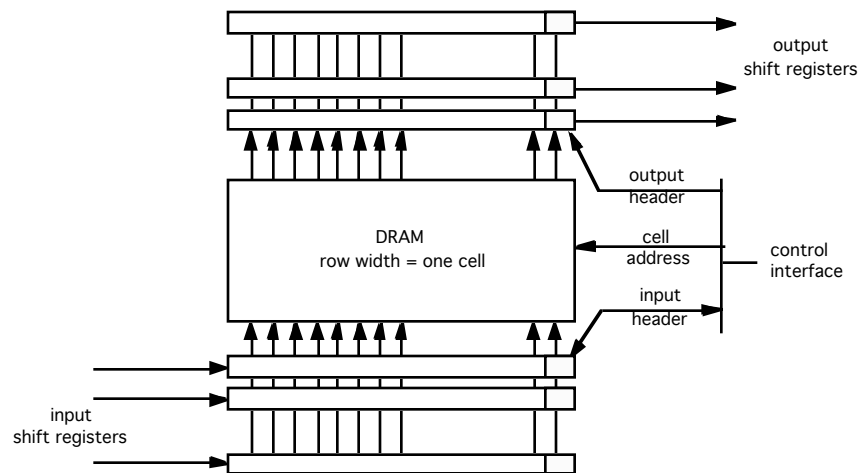 output
shift registers
output
header
DRAM
row width = one cell
cell
address
control
interface
input
header
input
shift registers